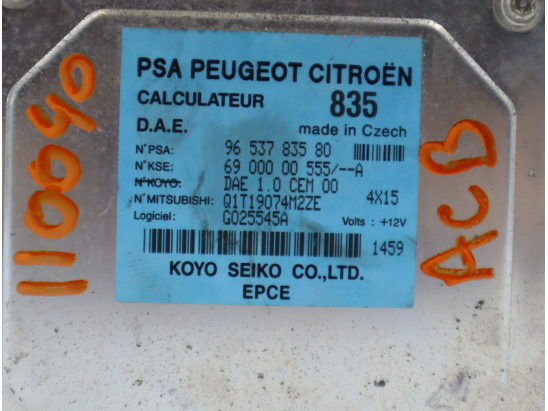 110040
PSA PEUGEOT CITROËN
CALCULATEUR 835
D.A.E. made in Czech
N°PSA: 96 537 835 80
N°KSE: 69 000 00 555/--A
N°KOYO: DAE 1.0 CEM 00
N°MITSUBISHI: Q1T19074M2ZE 4X15
Logiciel: G025545A Volts : +12V
1459
KOYO SEIKO CO.,LTD.
EPCE
ACB